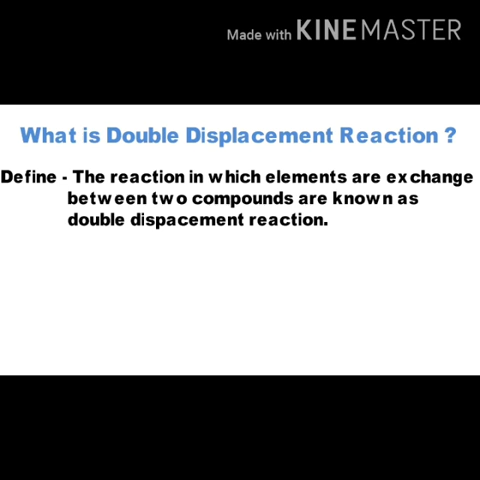 Made with KINEMASTER
What is Double Displacement Reaction ?
Define - The reaction in which elements are exchange
between two compounds are known as
double dispacement reaction.